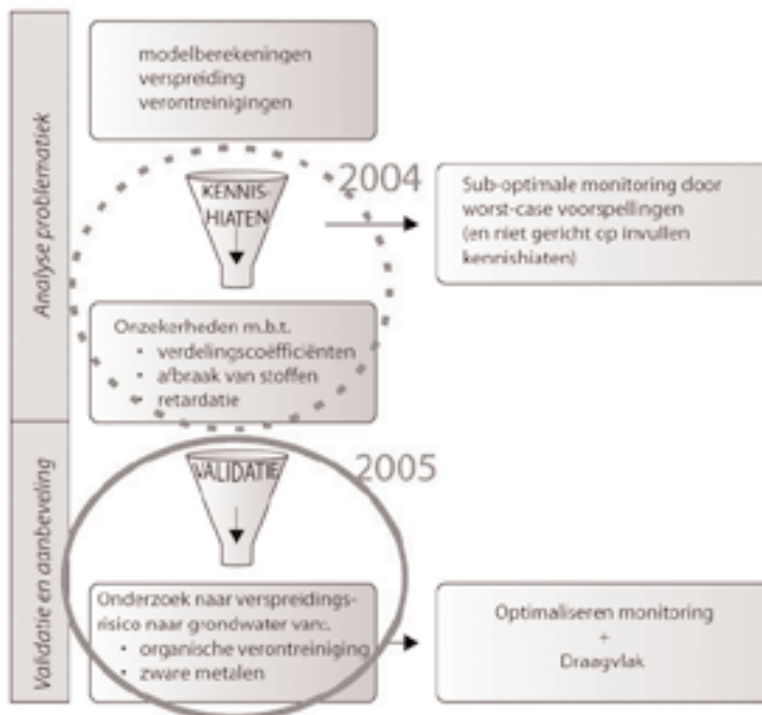 Analyse problematiek
modelberekeningen
verspreiding
verontreinigingen
2004
KENNIS-
HIATEN
Sub-optimale monitoring door
worst-case voorspellingen
(en niet gericht op invullen
kennishiaten)
Onzekerheden m.b.t.
• verdelingscoëfficiënten
• afbraak van stoffen
• retardatie
Validatie en aanbeveling
2005
VALIDATIE
Onderzoek naar verspreidings-
risico naar grondwater van:
• organische verontreiniging
• zware metalen
Optimaliseren monitoring
+
Draagvlak